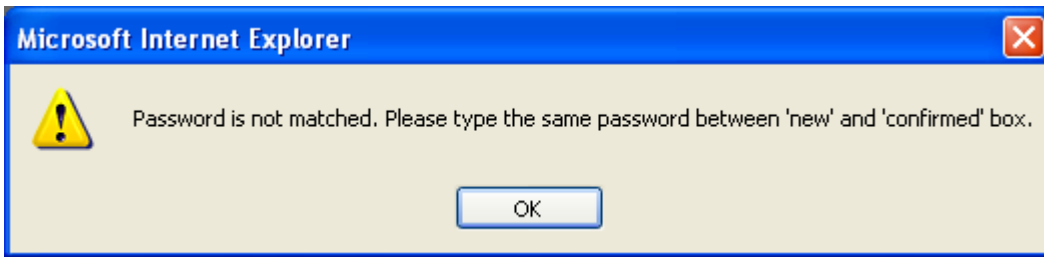 Microsoft Internet Explorer
Password is not matched. Please type the same password between 'new' and 'confirmed' box.
OK